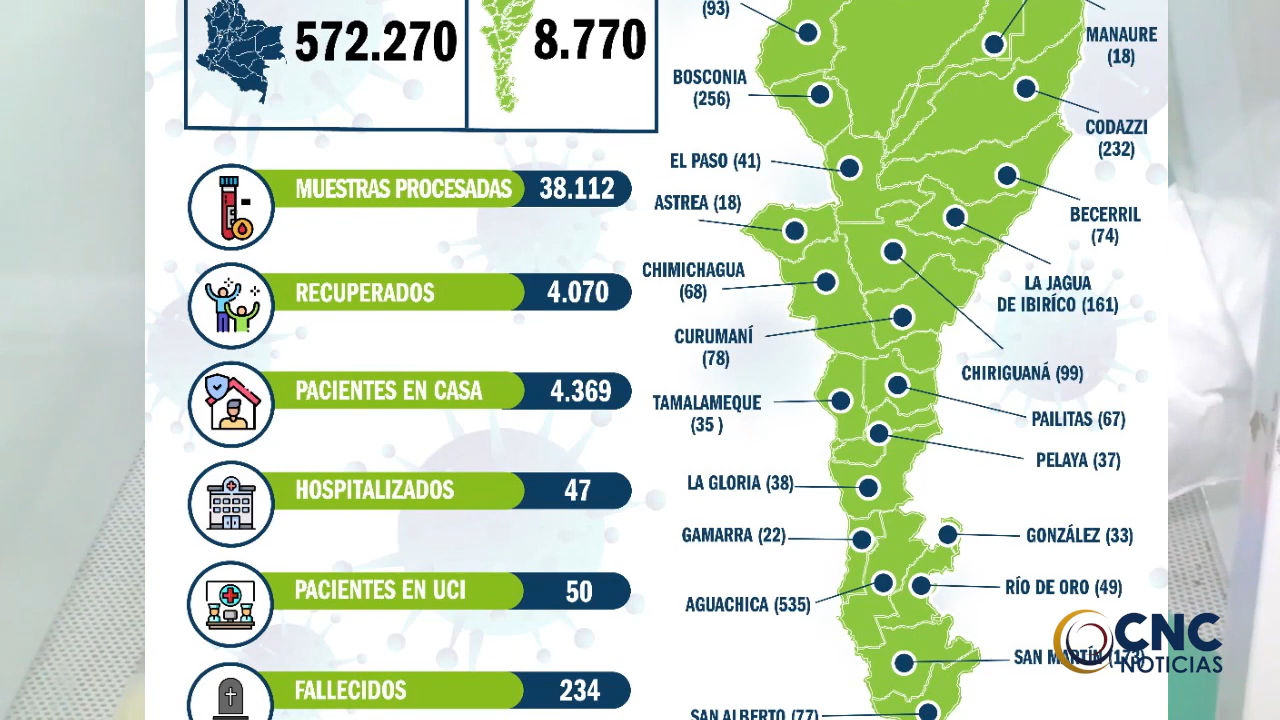 572.270
8.770
MUESTRAS PROCESADAS 38.112
RECUPERADOS 4.070
PACIENTES EN CASA 4.369
HOSPITALIZADOS 47
PACIENTES EN UCI 50
FALLECIDOS 234
(93)
BOSCONIA
(256)
EL PASO (41)
ASTREA (18)
CHIMICHAGUA
(68)
CURUMANÍ
(78)
TAMALAMEQUE
(35 )
LA GLORIA (38)
GAMARRA (22)
AGUACHICA (535)
SAN ALBERTO (77)
MANAURE
(18)
CODAZZI
(232)
BECERRIL
(74)
LA JAGUA
DE IBIRÍCO (161)
CHIRIGUANÁ (99)
PAILITAS (67)
PELAYA (37)
GONZÁLEZ (33)
RÍO DE ORO (49)
SAN MARTÍN
CNC
NOTICIAS